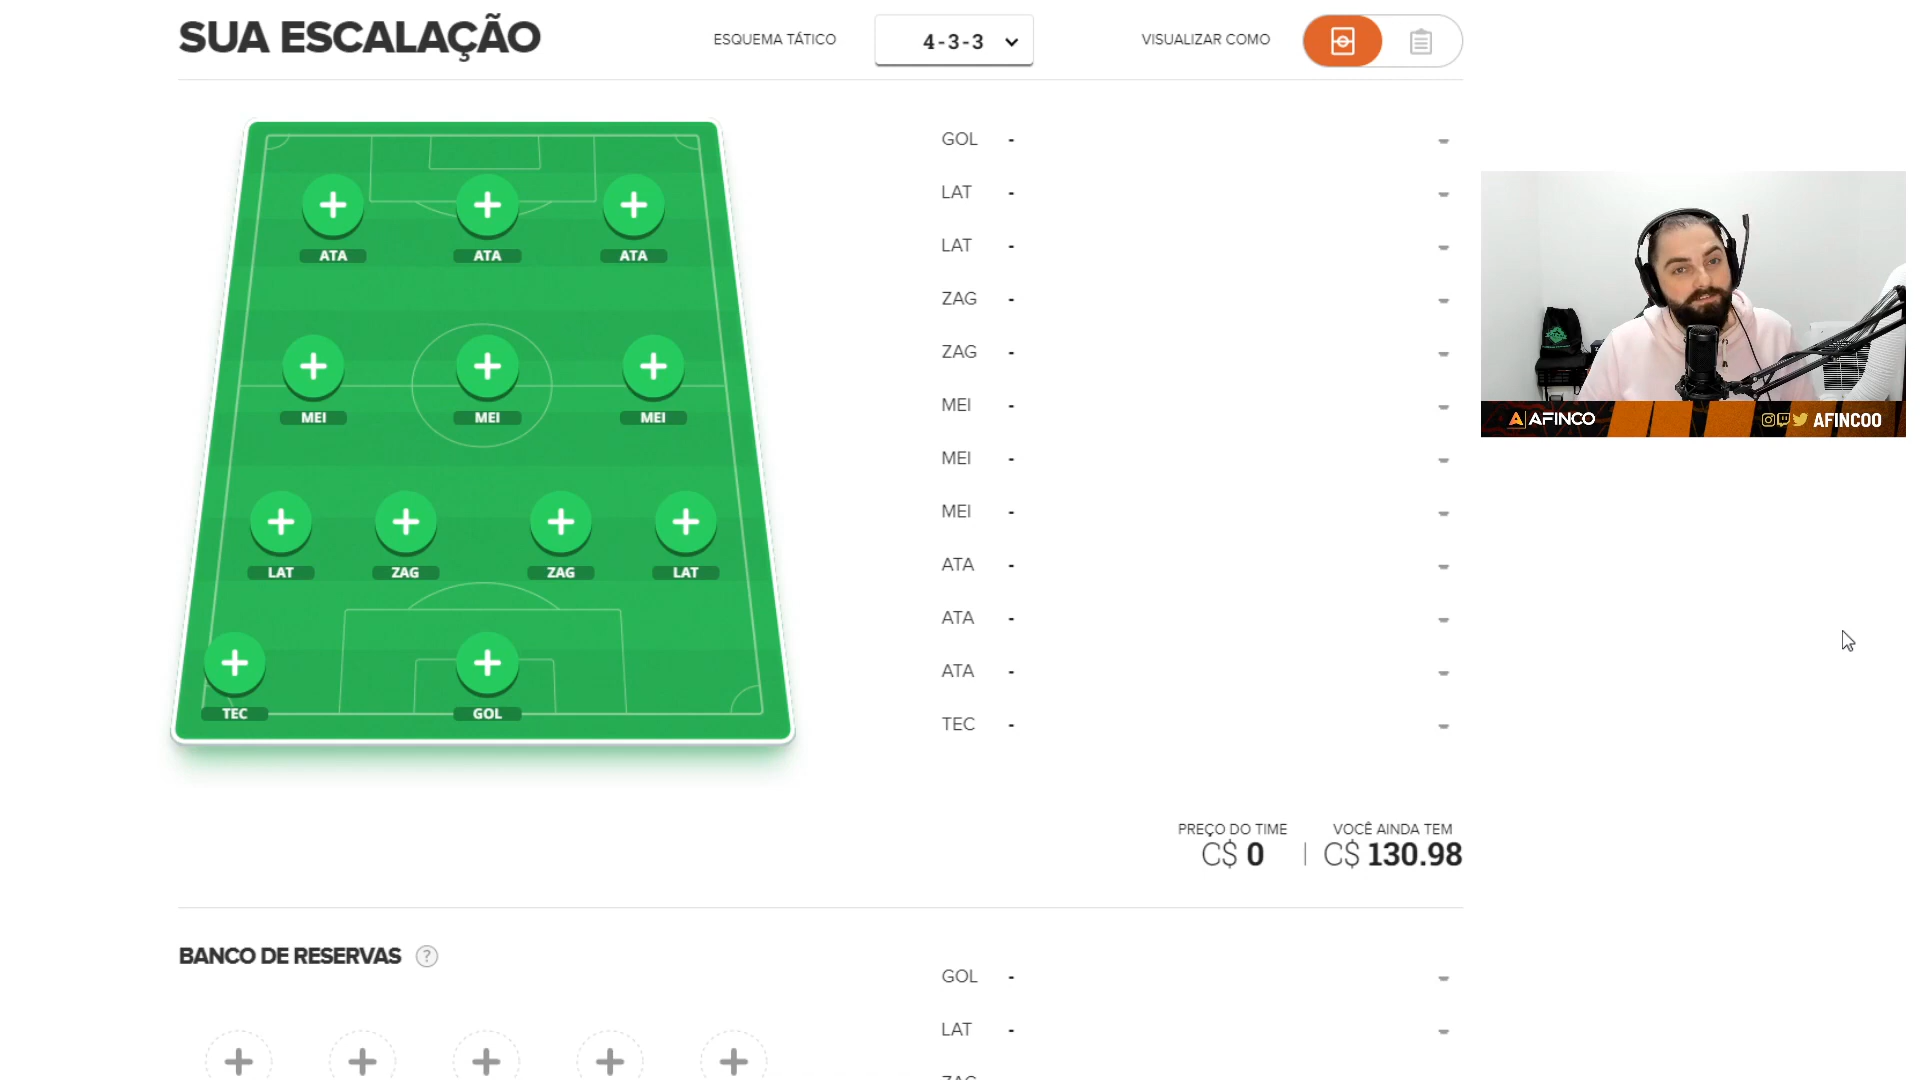 SUA ESCALAÇÃO
ESQUEMA TÁTICO
4-3-3
VISUALIZAR COMO
ATA ATA ATA
MEI MEI MEI
LAT ZAG ZAG LAT
TEC GOL
GOL - -
LAT - -
LAT - -
ZAG - -
ZAG - -
MEI - -
MEI - -
MEI - -
ATA - -
ATA - -
ATA - -
TEC - -
AFINCO
AFINCOO
PREÇO DO TIME
C$ 0
VOCÊ AINDA TEM
C$ 130.98
BANCO DE RESERVAS ?
GOL - -
LAT - -
ZAG